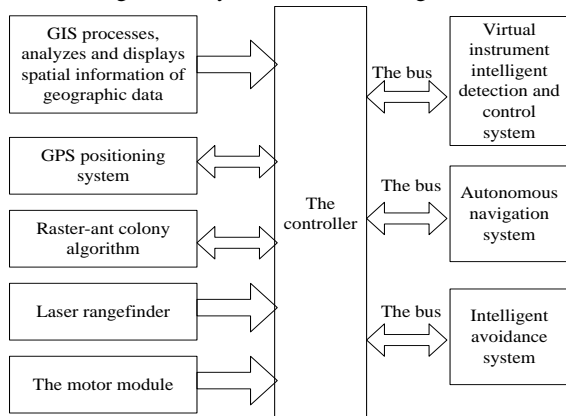 GIS processes,
analyzes and displays
spatial information of
geographic data
GPS positioning
system
Raster-ant colony
algorithm
Laser rangefinder
The motor module
The
controller
The bus
The bus
The bus
Virtual
instrument
intelligent
detection and
control
system
Autonomous
navigation
system
Intelligent
avoidance
system